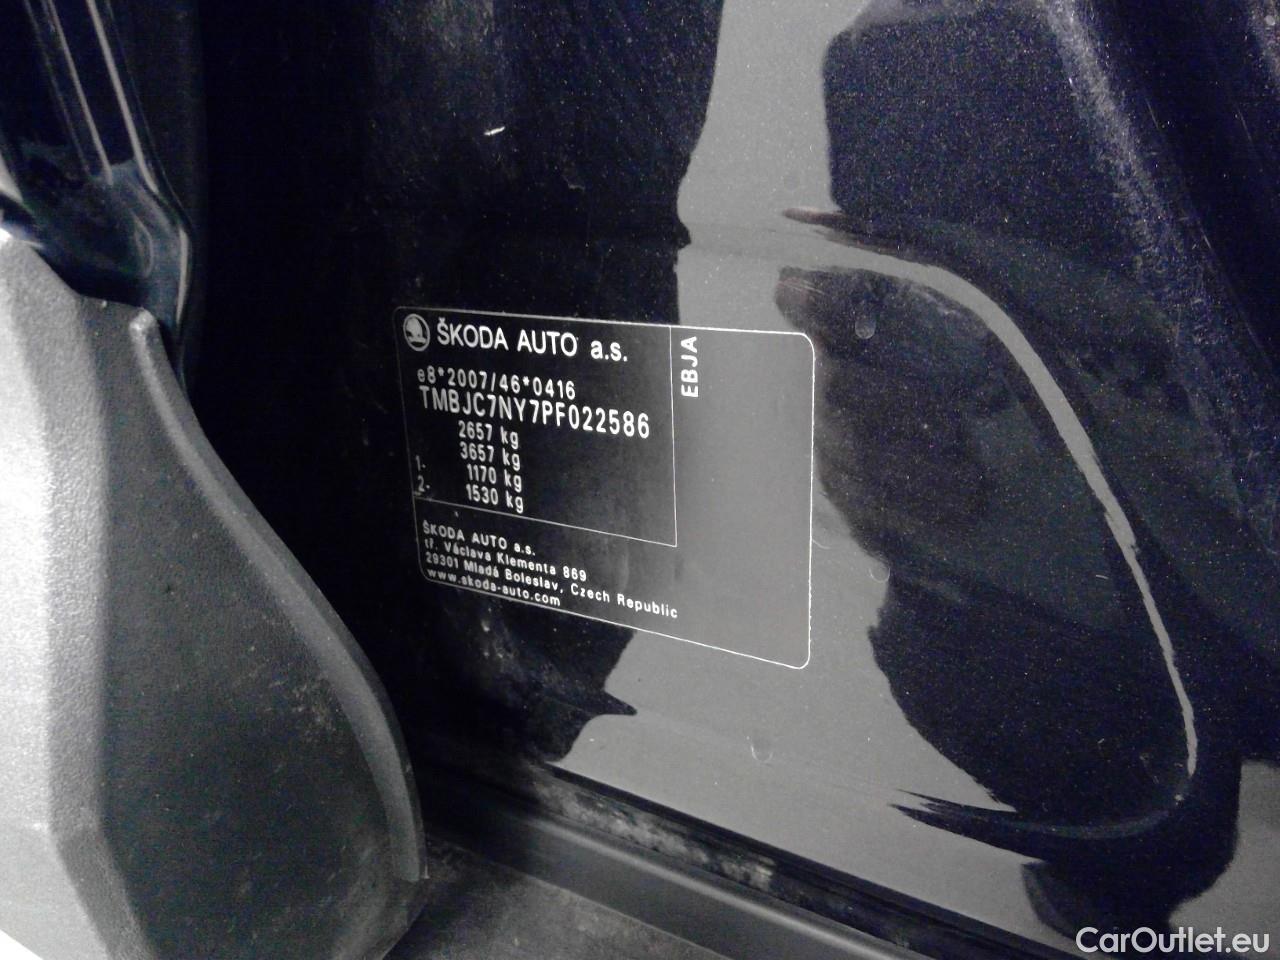 ŠKODA AUTO a.s.
e8*2007/46*0416
TMBJC7NY7PF022586
2657 kg
3657 kg
1. 1170 kg
2. 1530 kg
EBJA
ŠKODA AUTO a.s.
tř. Václava Klementa 869
29301 Mladá Boleslav, Czech Republic
www.skoda-auto.com
CarOutlet.eu